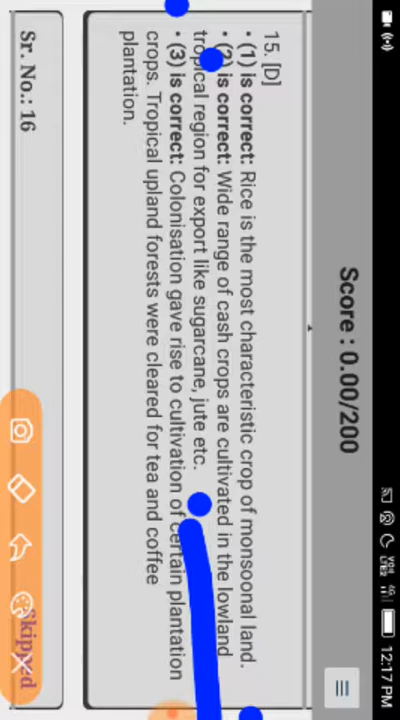 12:17 PM
Score : 0.00/200
15. [D]
• (1) is correct: Rice is the most characteristic crop of monsoonal land.
• (2) is correct: Wide range of cash crops are cultivated in the lowland
tropical region for export like sugarcane, jute etc.
• (3) is correct: Colonisation gave rise to cultivation of certain plantation
crops. Tropical upland forests were cleared for tea and coffee
plantation.
Sr. No.: 16
Skipped